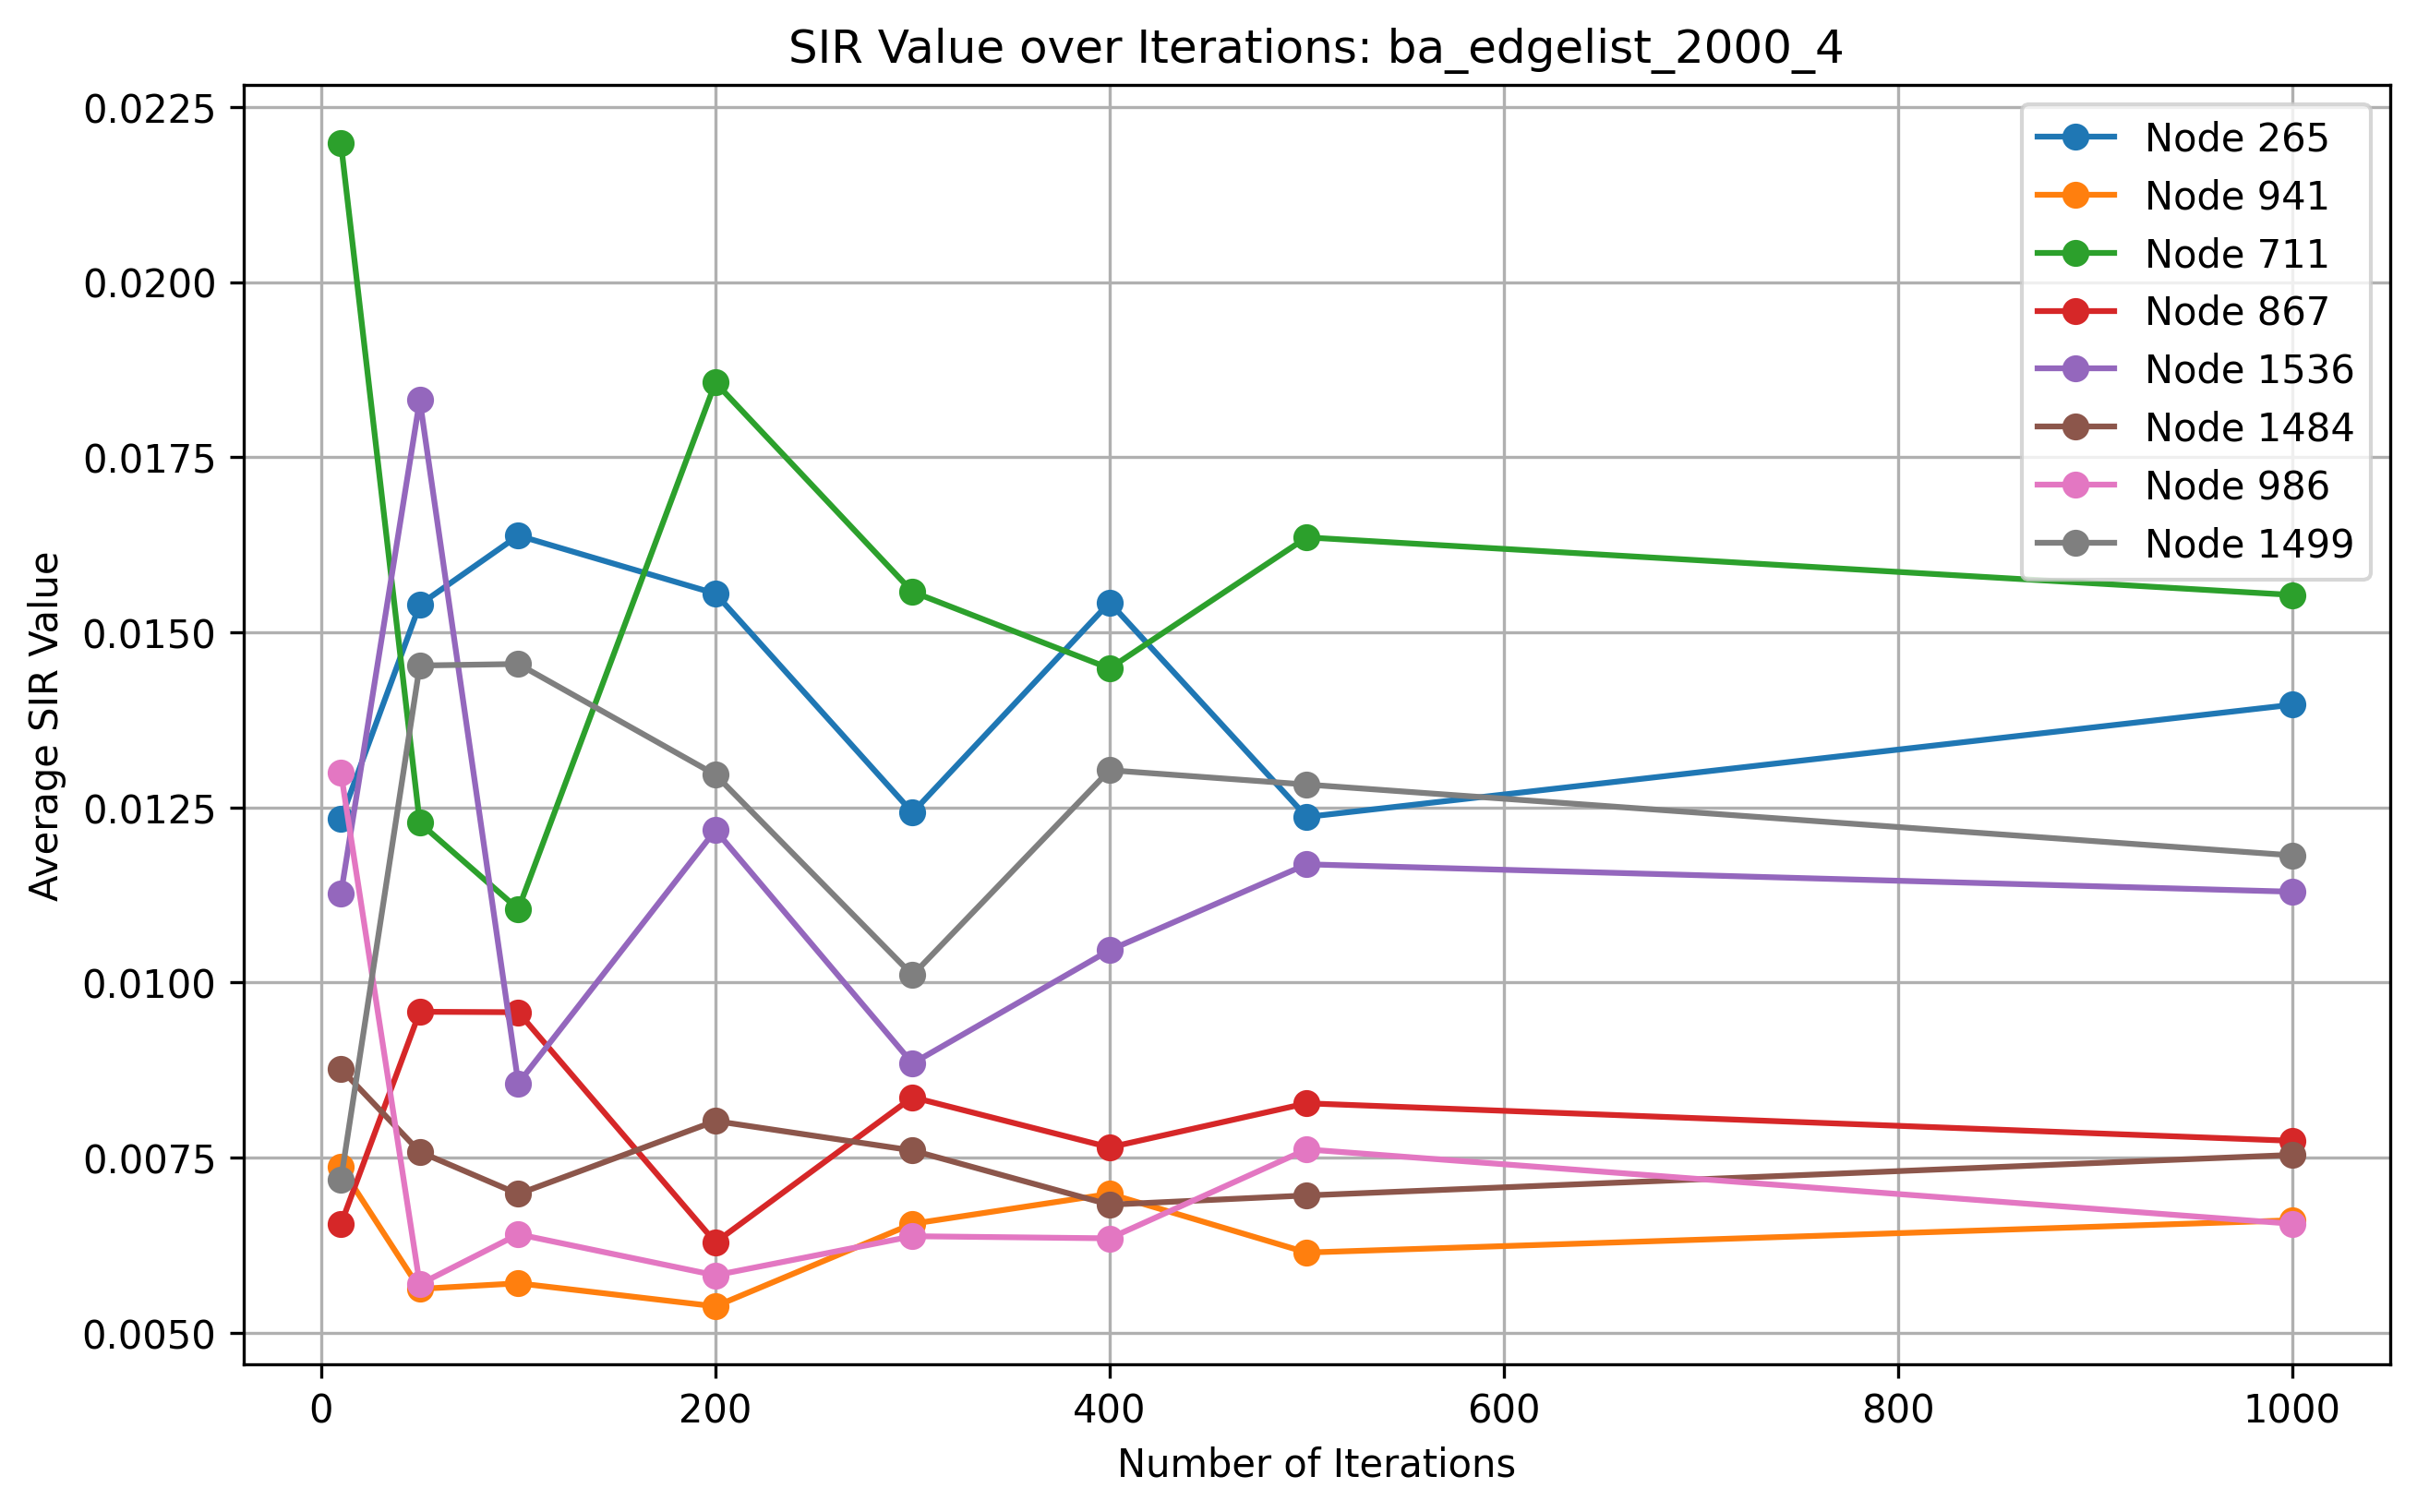 SIR Value over Iterations: ba_edgelist_2000_4
0.0225
0.0200
0.0175
0.0150
0.0125
0.0100
0.0075
0.0050
Average SIR Value
Node 265
Node 941
Node 711
Node 867
Node 1536
Node 1484
Node 986
Node 1499
0 200 400 600 800 1000
Number of Iterations